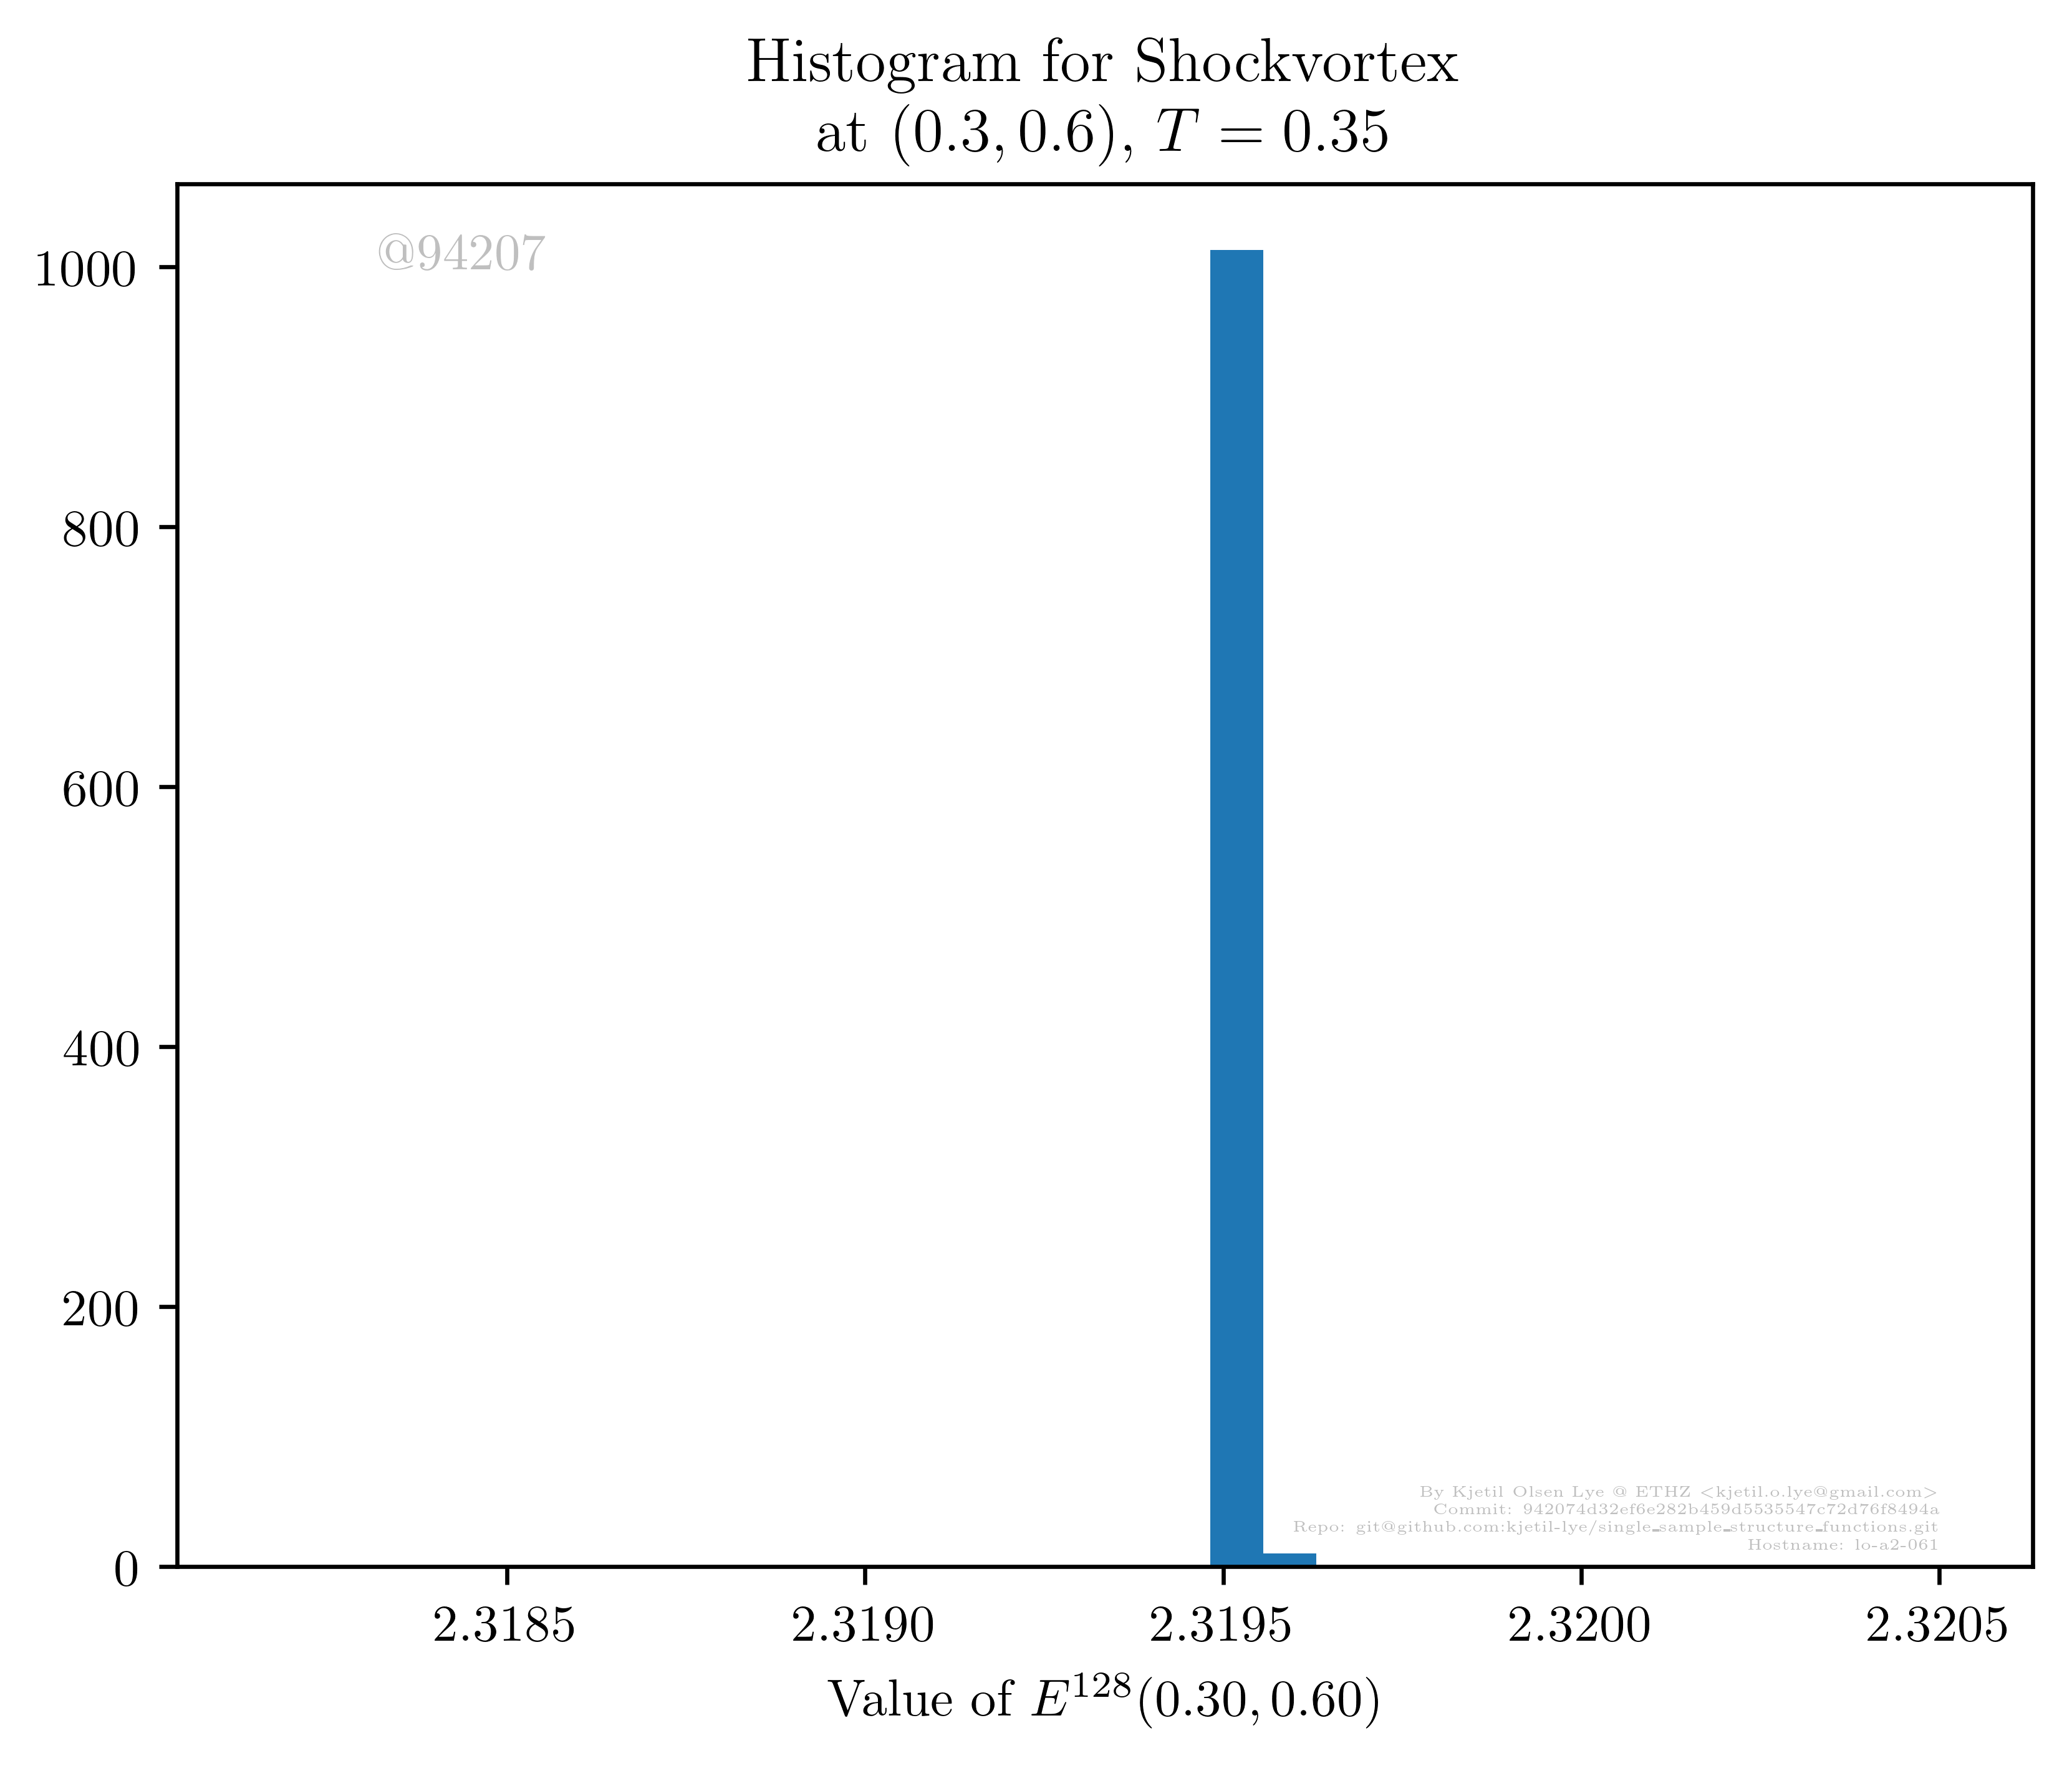 Histogram for Shockvortex
at (0.3, 0.6), T = 0.35
@94207
1000
800
600
400
200
0
By Kjetil Olsen Lye @ ETHZ <kjetil.o.lye@gmail.com>
Commit: 942074d32ef6e282b459d5535547c72d76f8494a
Repo: git@github.com:kjetil-lye/single_sample_structure_functions.git
Hostname: lo-a2-061
2.3185 2.3190 2.3195 2.3200 2.3205
Value of E^128(0.30, 0.60)